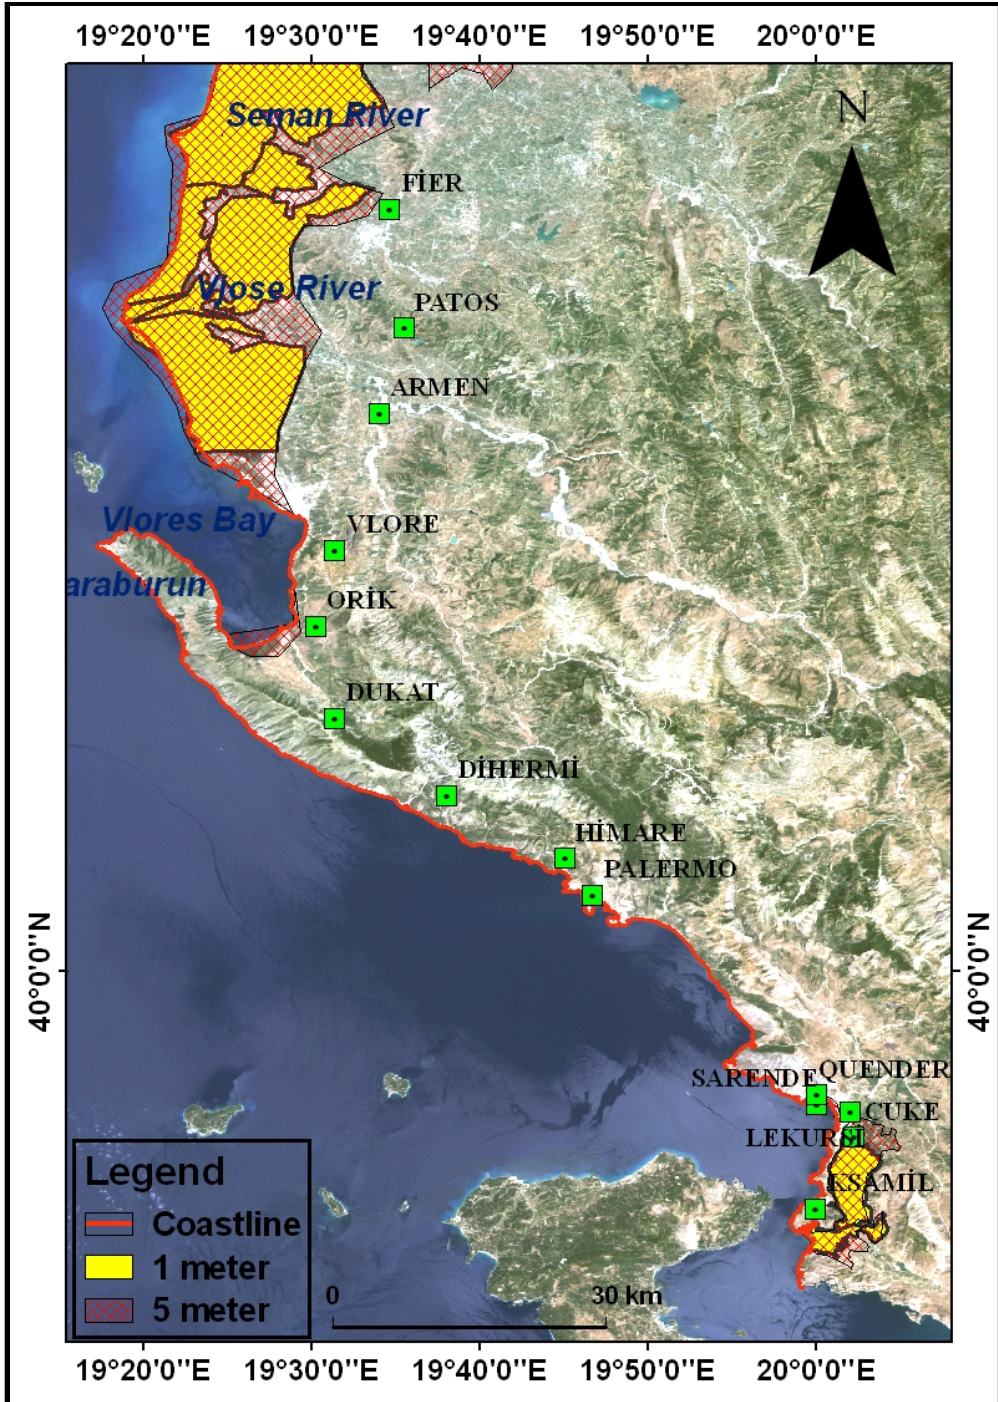 19°20'0"E 19°30'0"E 19°40'0"E 19°50'0"E 20°0'0"E
N
Seman River
FİER
Vjose River
PATOS
ARMEN
Vlores Bay
VLORE
araburun
ORİK
DUKAT
DİHERMİ
HİMARE
PALERMO
40°0'0"N
40°0'0"N
QUENDER
SARENDE
CUKE
LEKURSI
KSAMİL
Legend
Coastline
1 meter
5 meter
0 30 km
19°20'0"E 19°30'0"E 19°40'0"E 19°50'0"E 20°0'0"E